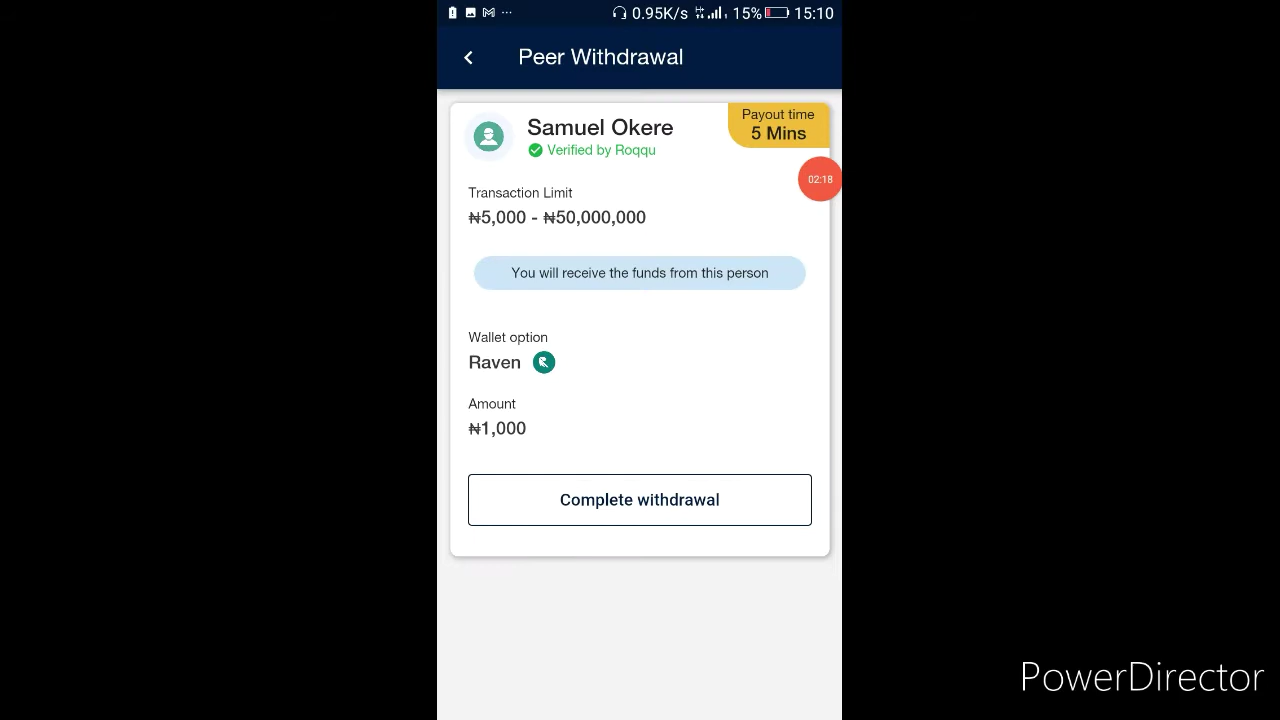 0.95K/s 15% 15:10
Peer Withdrawal
Samuel Okere
Verified by Roqqu
Payout time
5 Mins
02:18
Transaction Limit
₦5,000 - ₦50,000,000
You will receive the funds from this person
Wallet option
Raven
Amount
₦1,000
Complete withdrawal
PowerDirector